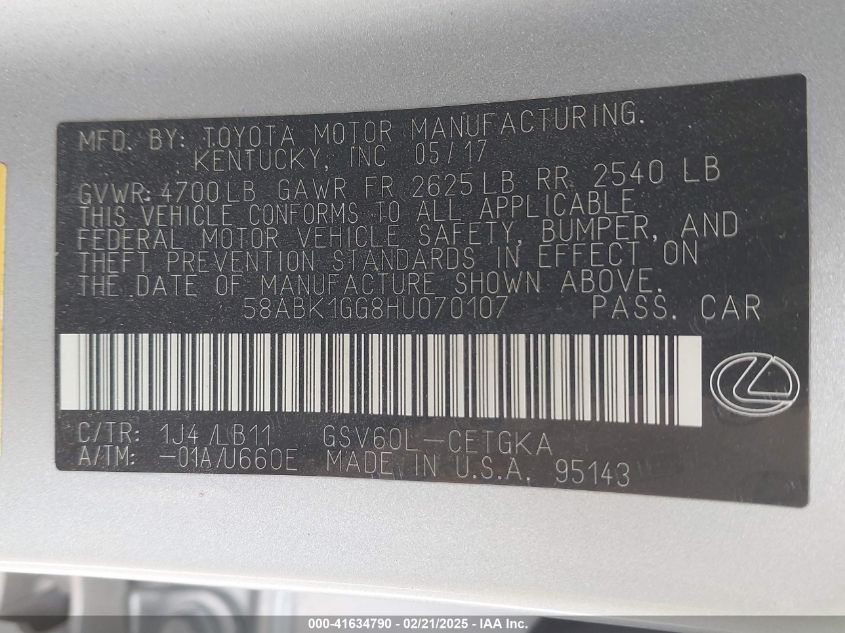 MFD. BY: TOYOTA MOTOR MANUFACTURING.
KENTUCKY, INC 05/17
GVWR: 4700LB GAWR FR 2625LB RR 2540 LB
THIS VEHICLE CONFORMS TO ALL APPLICABLE
FEDERAL MOTOR VEHICLE SAFETY, BUMPER, AND
THEFT PREVENTION STANDARDS IN EFFECT ON
THE DATE OF MANUFACTURE SHOWN ABOVE.
58ABK1GG8HU070107 PASS. CAR
C/TR: 1J4 /LB11 GSV60L-CETGKA
A/TM: -01A/U660E MADE IN U.S.A. 95143
000-41634790 - 02/21/2025 - IAA Inc.